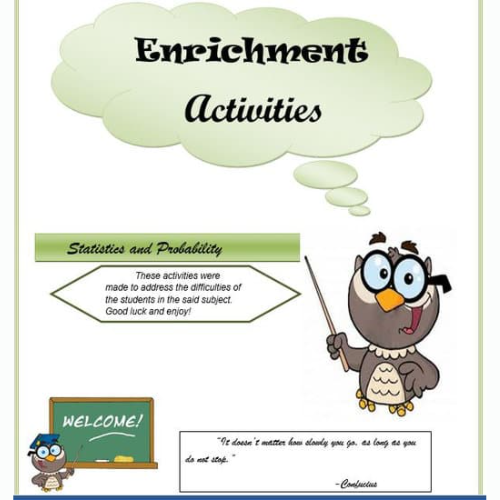 Enrichment
Activities
Statistics and Probability
These activities were
made to address the difficulties of
the students in the said subject.
Good luck and enjoy!
WELCOME!
"It doesn't matter how slowly you go, as long as you
do not stop."
~Confucius